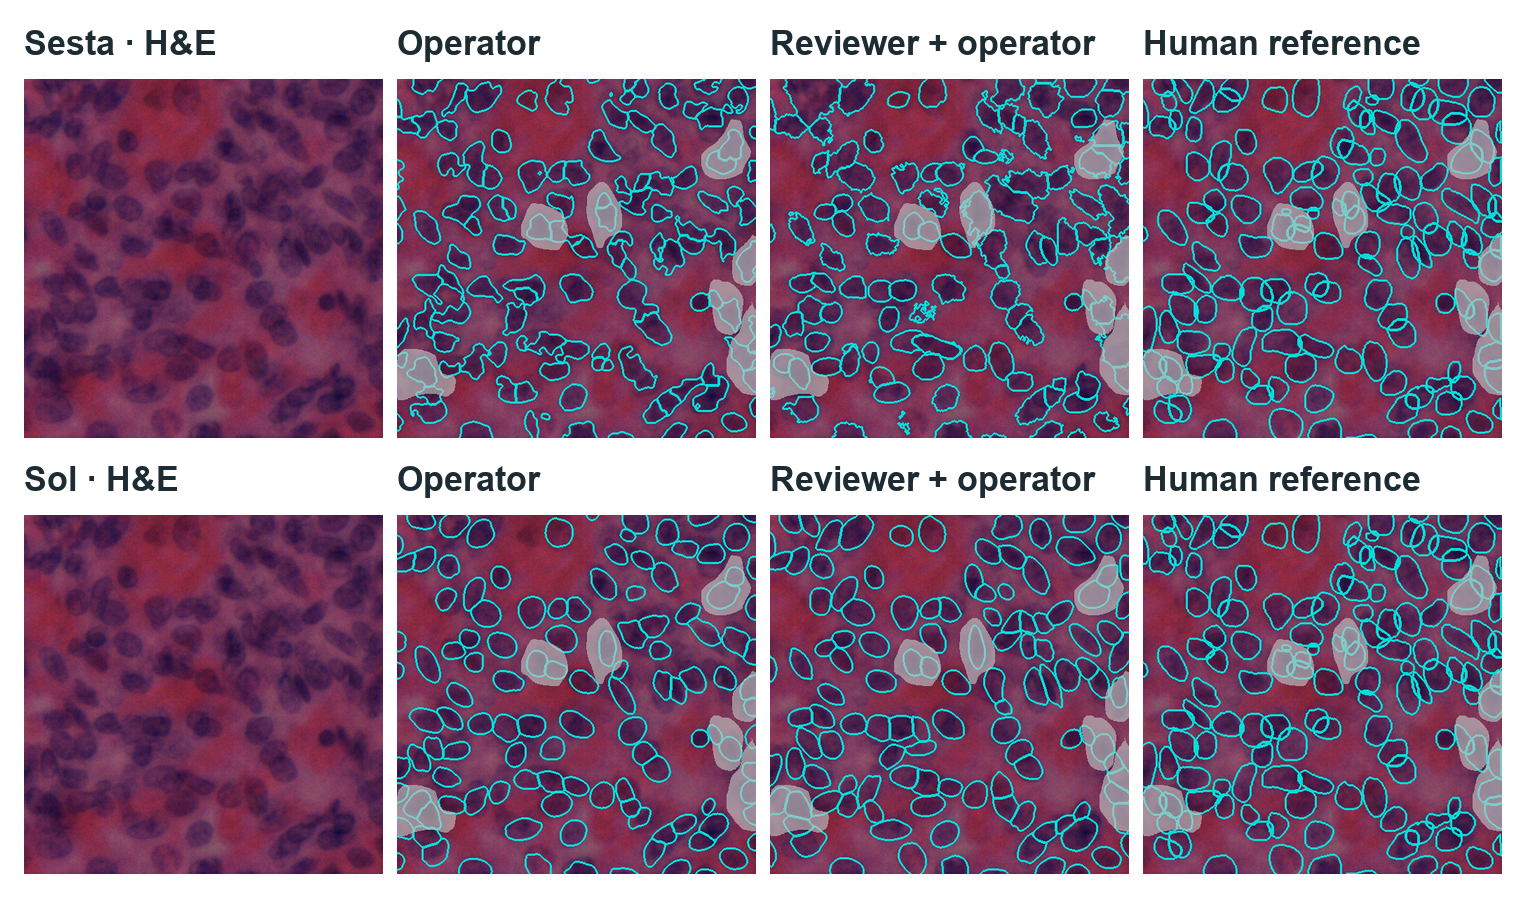 Sesta · H&E
Operator
Reviewer + operator
Human reference
Sol · H&E
Operator
Reviewer + operator
Human reference